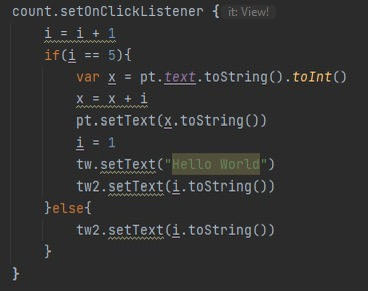 count.setOnClickListener { it: View!
i = i + 1
if(i == 5){
var x = pt.text.toString().toInt()
x = x + i
pt.setText(x.toString())
i = 1
tw.setText("Hello World")
tw2.setText(i.toString())
}else{
tw2.setText(i.toString())
}
}